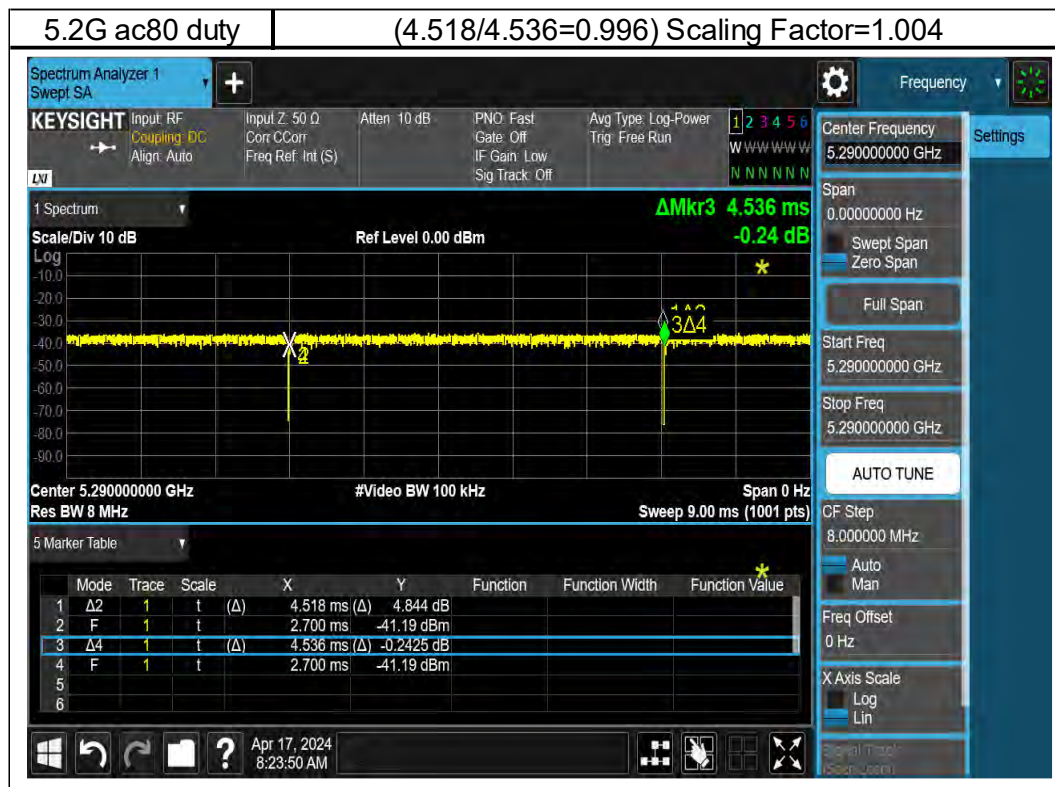 5.2G ac80 duty (4.518/4.536=0.996) Scaling Factor=1.004
Spectrum Analyzer 1
Swept SA
+
Frequency
KEYSIGHT
Input: RF
Coupling: DC
Align: Auto
LXI
Input Z: 50 Ω
Corr CCorr
Freq Ref: Int (S)
Atten: 10 dB
PNO: Fast
Gate: Off
IF Gain: Low
Sig Track: Off
Avg Type: Log-Power
Trig: Free Run
1 2 3 4 5 6
W W W W W W
N N N N N N
1 Spectrum
ΔMkr3 4.536 ms
Scale/Div 10 dB Ref Level 0.00 dBm -0.24 dB
Log
-10.0
-20.0
-30.0
-40.0
-50.0
-60.0
-70.0
-80.0
-90.0
3Δ4
Center 5.290000000 GHz #Video BW 100 kHz Span 0 Hz
Res BW 8 MHz Sweep 9.00 ms (1001 pts)
5 Marker Table
Mode Trace Scale X Y Function Function Width Function Value
1 Δ2 1 t (Δ) 4.518 ms (Δ) 4.844 dB
2 F 1 t 2.700 ms -41.19 dBm
3 Δ4 1 t (Δ) 4.536 ms (Δ) -0.2425 dB
4 F 1 t 2.700 ms -41.19 dBm
5
6
Center Frequency
5.290000000 GHz
Settings
Span
0.00000000 Hz
Swept Span
Zero Span
Full Span
Start Freq
5.290000000 GHz
Stop Freq
5.290000000 GHz
AUTO TUNE
CF Step
8.000000 MHz
Auto
Man
Freq Offset
0 Hz
X Axis Scale
Log
Lin
?
Apr 17, 2024
8:23:50 AM